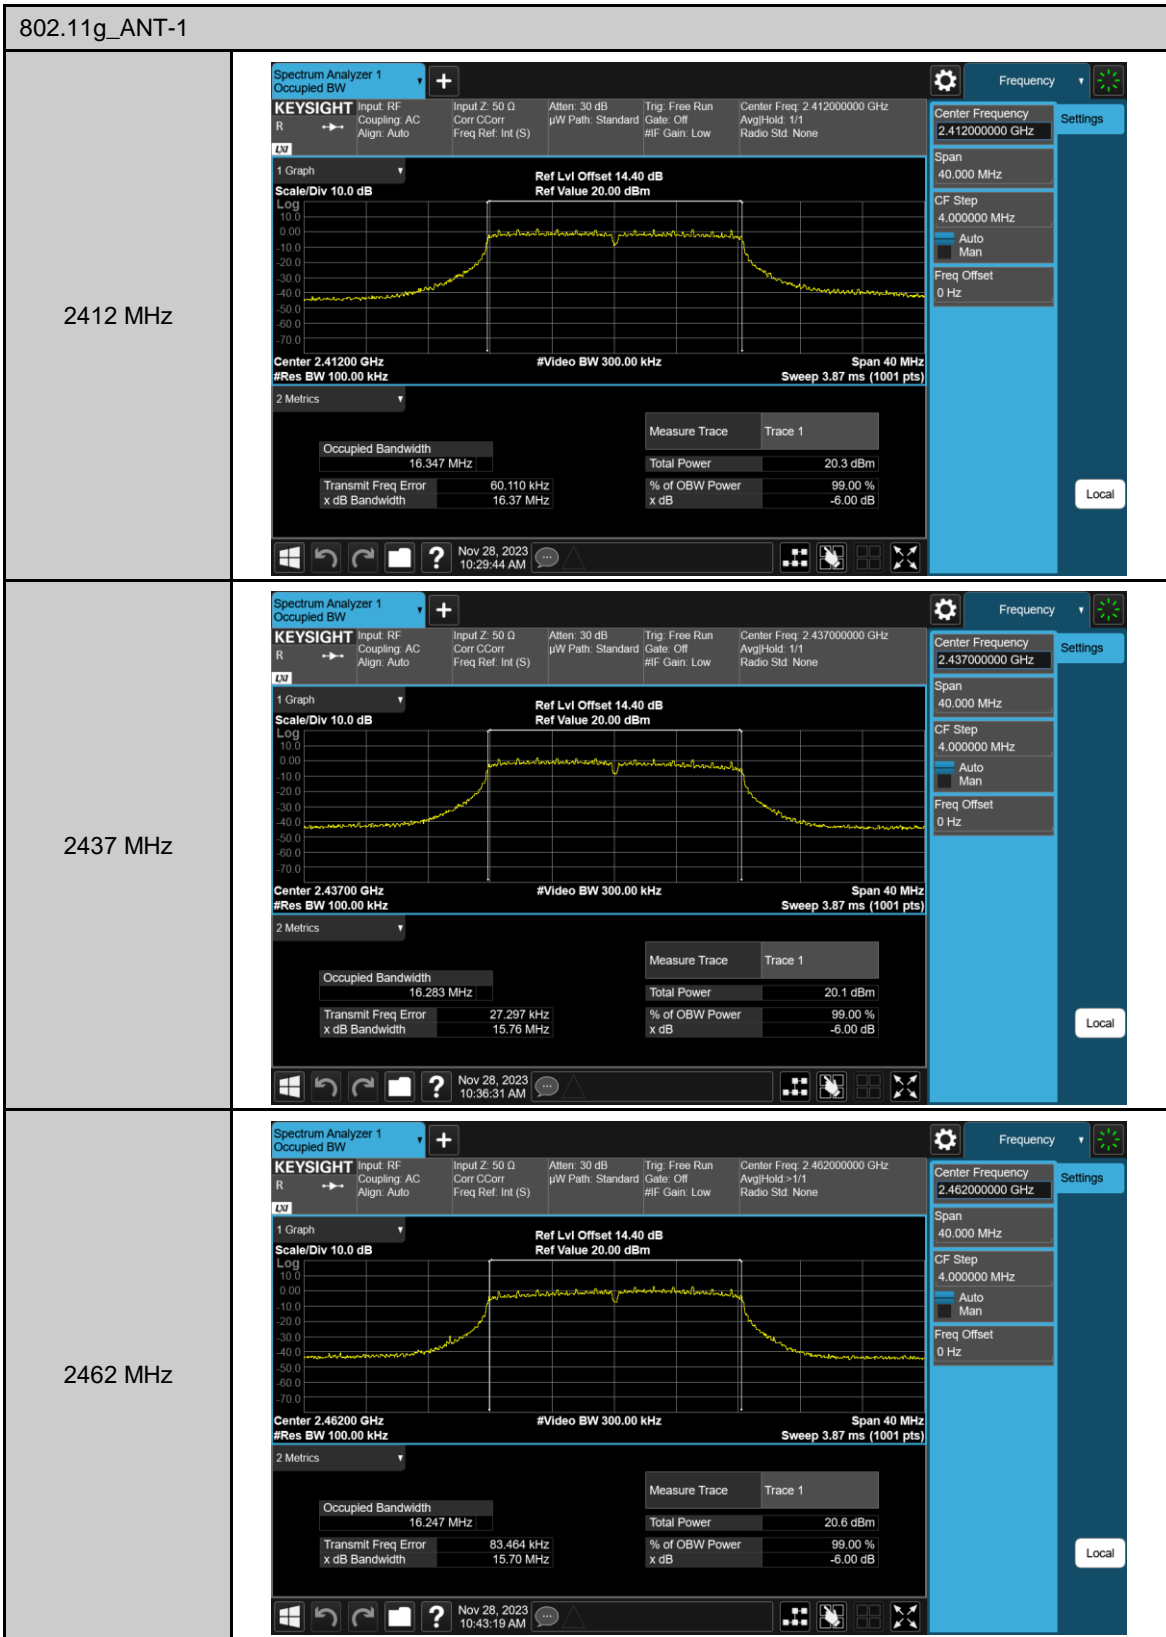 802.11g_ANT-1
2412 MHz
Spectrum Analyzer 1
Occupied BW
Frequency
KEYSIGHT Input: RF Input Z: 50 Ω Atten: 30 dB Trig: Free Run Center Freq: 2.412000000 GHz
R Coupling: AC Corr CCorr µW Path: Standard Gate: Off Avg|Hold: 1/1
Align: Auto Freq Ref: Int (S) #IF Gain: Low Radio Std: None
LXI
Center Frequency
2.412000000 GHz
Settings
Span
40.000 MHz
CF Step
4.000000 MHz
Auto
Man
Freq Offset
0 Hz
1 Graph
Ref Lvl Offset 14.40 dB
Scale/Div 10.0 dB Ref Value 20.00 dBm
Log
10.0
0.00
-10.0
-20.0
-30.0
-40.0
-50.0
-60.0
-70.0
Center 2.41200 GHz #Video BW 300.00 kHz Span 40 MHz
#Res BW 100.00 kHz Sweep 3.87 ms (1001 pts)
2 Metrics
Measure Trace Trace 1
Occupied Bandwidth
16.347 MHz Total Power 20.3 dBm
Transmit Freq Error 60.110 kHz % of OBW Power 99.00 %
x dB Bandwidth 16.37 MHz x dB -6.00 dB
Local
? Nov 28, 2023
10:29:44 AM
2437 MHz
Spectrum Analyzer 1
Occupied BW
Frequency
KEYSIGHT Input: RF Input Z: 50 Ω Atten: 30 dB Trig: Free Run Center Freq: 2.437000000 GHz
R Coupling: AC Corr CCorr µW Path: Standard Gate: Off Avg|Hold: 1/1
Align: Auto Freq Ref: Int (S) #IF Gain: Low Radio Std: None
LXI
Center Frequency
2.437000000 GHz
Settings
Span
40.000 MHz
CF Step
4.000000 MHz
Auto
Man
Freq Offset
0 Hz
1 Graph
Ref Lvl Offset 14.40 dB
Scale/Div 10.0 dB Ref Value 20.00 dBm
Log
10.0
0.00
-10.0
-20.0
-30.0
-40.0
-50.0
-60.0
-70.0
Center 2.43700 GHz #Video BW 300.00 kHz Span 40 MHz
#Res BW 100.00 kHz Sweep 3.87 ms (1001 pts)
2 Metrics
Measure Trace Trace 1
Occupied Bandwidth
16.283 MHz Total Power 20.1 dBm
Transmit Freq Error 27.297 kHz % of OBW Power 99.00 %
x dB Bandwidth 15.76 MHz x dB -6.00 dB
Local
? Nov 28, 2023
10:36:31 AM
2462 MHz
Spectrum Analyzer 1
Occupied BW
Frequency
KEYSIGHT Input: RF Input Z: 50 Ω Atten: 30 dB Trig: Free Run Center Freq: 2.462000000 GHz
R Coupling: AC Corr CCorr µW Path: Standard Gate: Off Avg|Hold:>1/1
Align: Auto Freq Ref: Int (S) #IF Gain: Low Radio Std: None
LXI
Center Frequency
2.462000000 GHz
Settings
Span
40.000 MHz
CF Step
4.000000 MHz
Auto
Man
Freq Offset
0 Hz
1 Graph
Ref Lvl Offset 14.40 dB
Scale/Div 10.0 dB Ref Value 20.00 dBm
Log
10.0
0.00
-10.0
-20.0
-30.0
-40.0
-50.0
-60.0
-70.0
Center 2.46200 GHz #Video BW 300.00 kHz Span 40 MHz
#Res BW 100.00 kHz Sweep 3.87 ms (1001 pts)
2 Metrics
Measure Trace Trace 1
Occupied Bandwidth
16.247 MHz Total Power 20.6 dBm
Transmit Freq Error 83.464 kHz % of OBW Power 99.00 %
x dB Bandwidth 15.70 MHz x dB -6.00 dB
Local
? Nov 28, 2023
10:43:19 AM